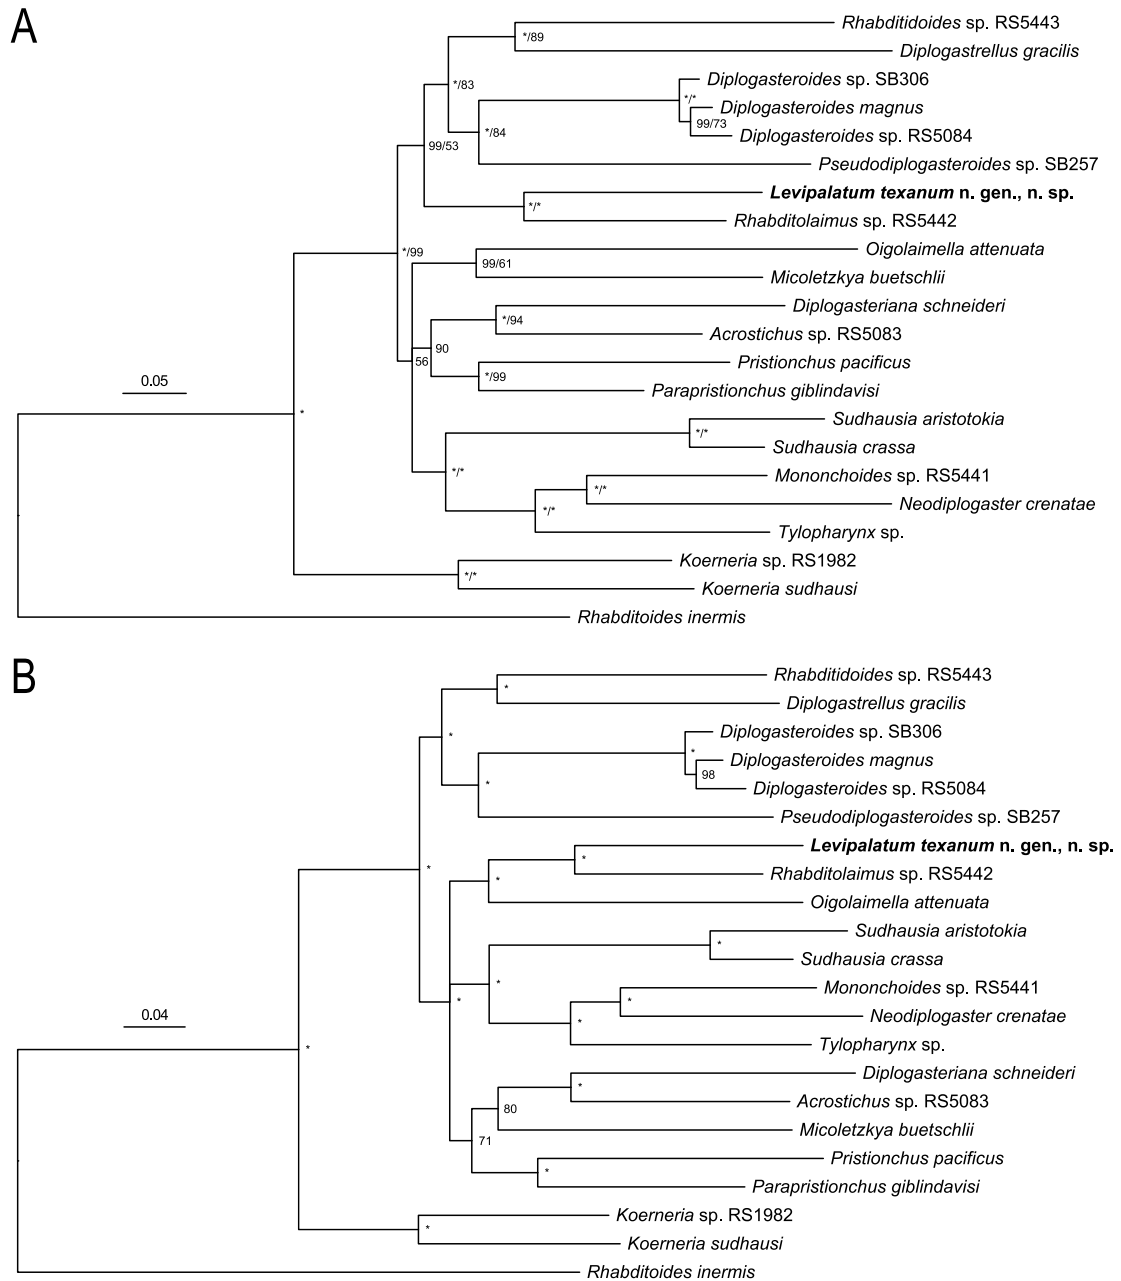 A
Rhabditidoides sp. RS5443
*/89
Diplogastrellus gracilis
*/83
Diplogasteroides sp. SB306
*/*
Diplogasteroides magnus
99/73
*/84
Diplogasteroides sp. RS5084
99/53
Pseudodiplogasteroides sp. SB257
Levipalatum texanum n. gen., n. sp.
*/*
Rhabditolaimus sp. RS5442
*/99
Oigolaimella attenuata
99/61
Micoletzkya buetschlii
Diplogasteriana schneideri
*/94
Acrostichus sp. RS5083
90
56
Pristionchus pacificus
*/99
0.05
Parapristionchus giblindavisi
*
Sudhausia aristotokia
*/*
Sudhausia crassa
*/*
Mononchoides sp. RS5441
*/*
Neodiplogaster crenatae
*/*
Tylopharynx sp.
Koerneria sp. RS1982
*/*
Koerneria sudhausi
Rhabditoides inermis
B
Rhabditidoides sp. RS5443
*
Diplogastrellus gracilis
*
Diplogasteroides sp. SB306
*
Diplogasteroides magnus
98
*
Diplogasteroides sp. RS5084
Pseudodiplogasteroides sp. SB257
Levipalatum texanum n. gen., n. sp.
*
*
Rhabditolaimus sp. RS5442
*
Oigolaimella attenuata
Sudhausia aristotokia
*
Sudhausia crassa
*
Mononchoides sp. RS5441
*
*
0.04
Neodiplogaster crenatae
*
Tylopharynx sp.
*
Diplogasteriana schneideri
*
Acrostichus sp. RS5083
80
Micoletzkya buetschlii
71
Pristionchus pacificus
*
Parapristionchus giblindavisi
Koerneria sp. RS1982
*
Koerneria sudhausi
Rhabditoides inermis